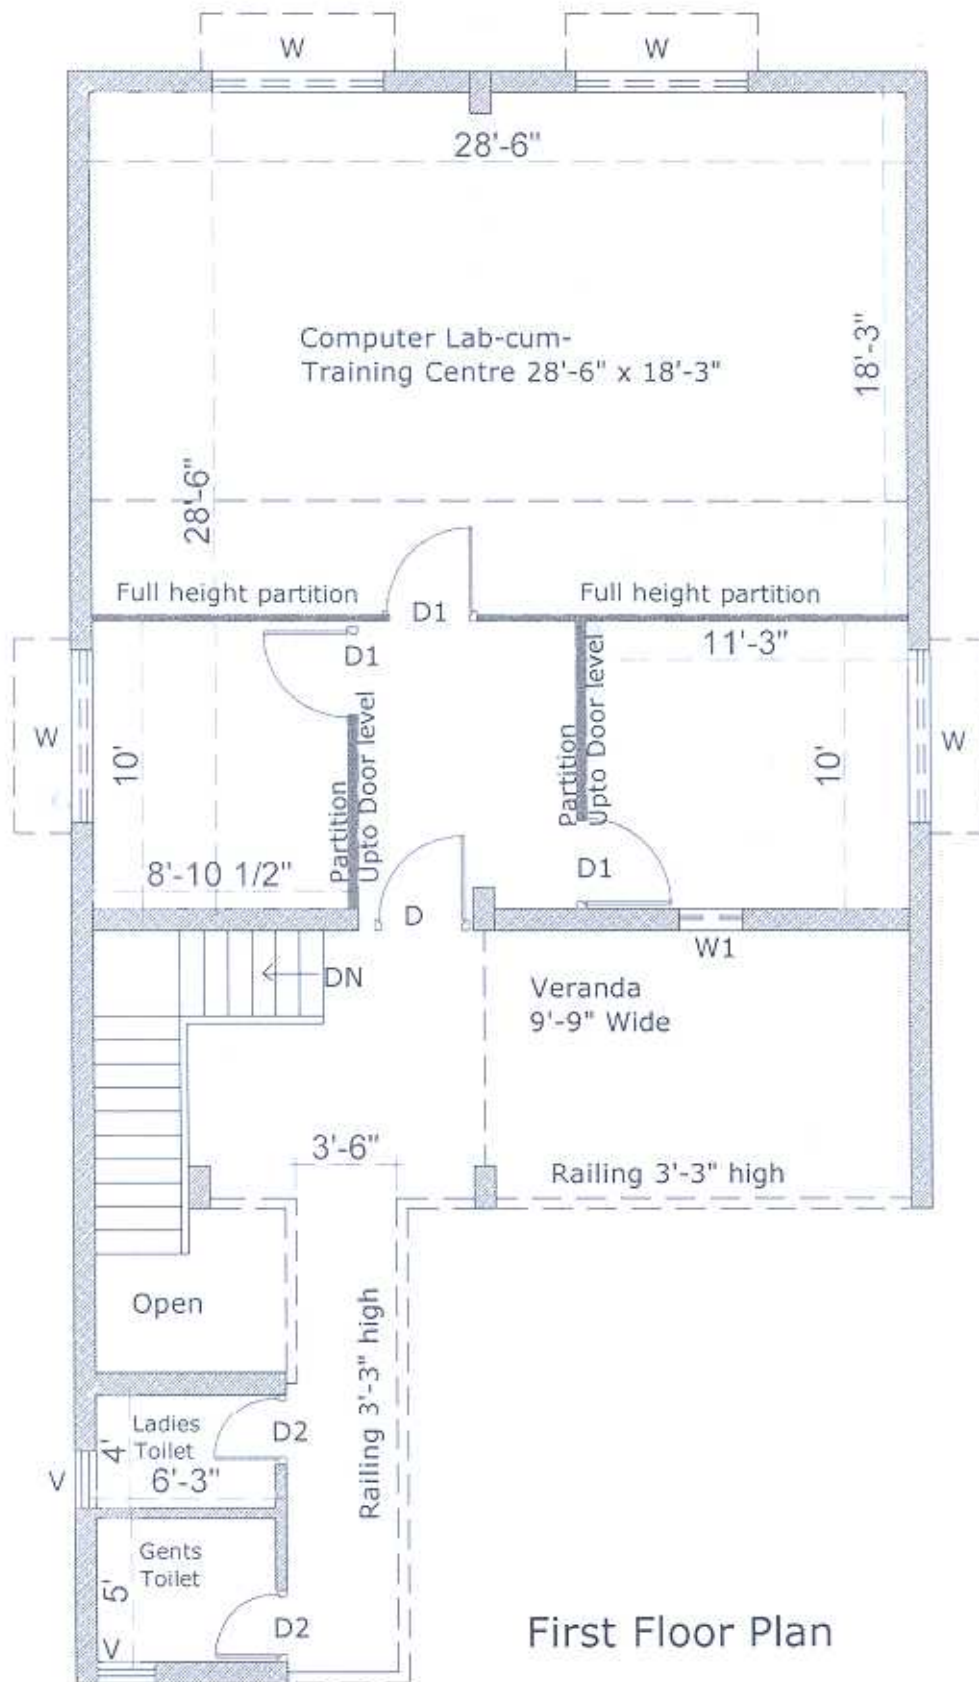 W
W
28'-6"
Computer Lab-cum-
Training Centre 28'-6" x 18'-3"
18'-3"
28'-6"
Full height partition
D1
Full height partition
D1
11'-3"
W
10'
Partition
Upto Door level
Partition
Upto Door level
10'
W
8'-10 1/2"
D
D1
W1
DN
Veranda
9'-9" Wide
3'-6"
Railing 3'-3" high
Open
Railing 3'-3" high
Ladies
Toilet
D2
4'
V
6'-3"
Gents
Toilet
5'
V
D2
First Floor Plan